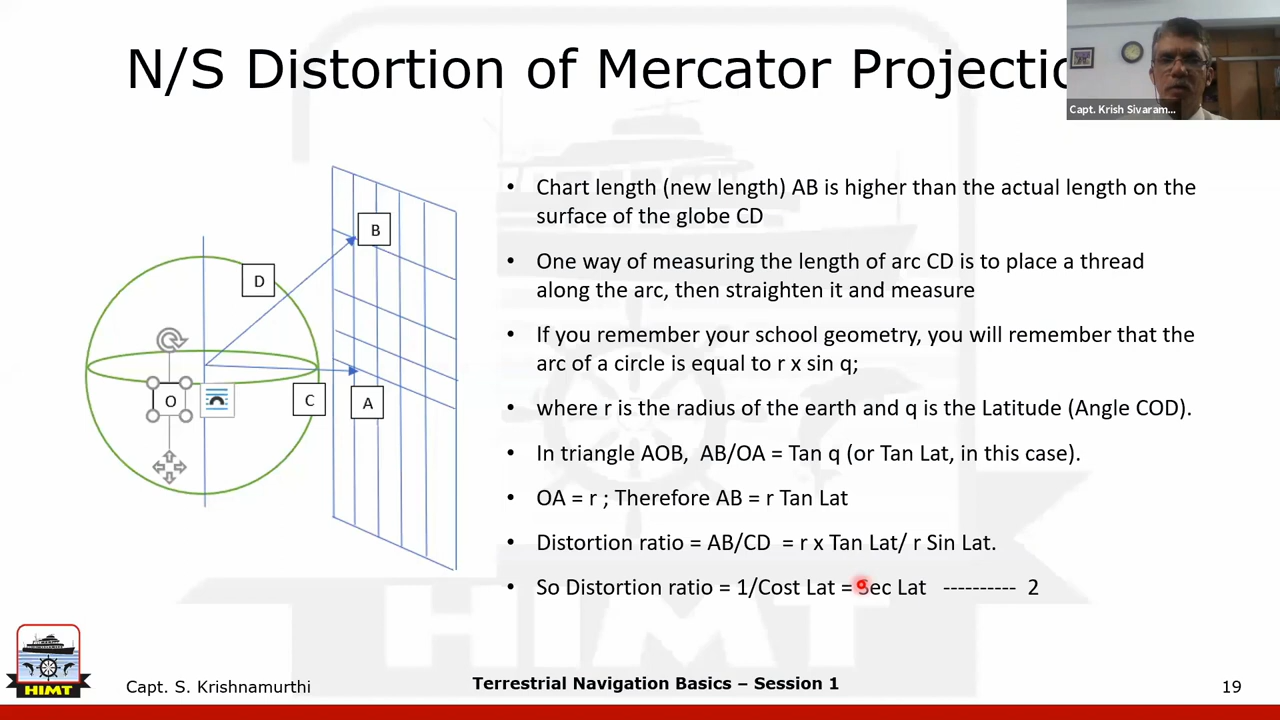 N/S Distortion of Mercator Projectio
Capt. Krish Sivaram...
B
D
O
C
A
• Chart length (new length) AB is higher than the actual length on the
surface of the globe CD
• One way of measuring the length of arc CD is to place a thread
along the arc, then straighten it and measure
• If you remember your school geometry, you will remember that the
arc of a circle is equal to r x sin q;
• where r is the radius of the earth and q is the Latitude (Angle COD).
• In triangle AOB, AB/OA = Tan q (or Tan Lat, in this case).
• OA = r ; Therefore AB = r Tan Lat
• Distortion ratio = AB/CD = r x Tan Lat/ r Sin Lat.
• So Distortion ratio = 1/Cost Lat = Sec Lat ---------- 2
HIMT
HIMT
Capt. S. Krishnamurthi
Terrestrial Navigation Basics – Session 1
19